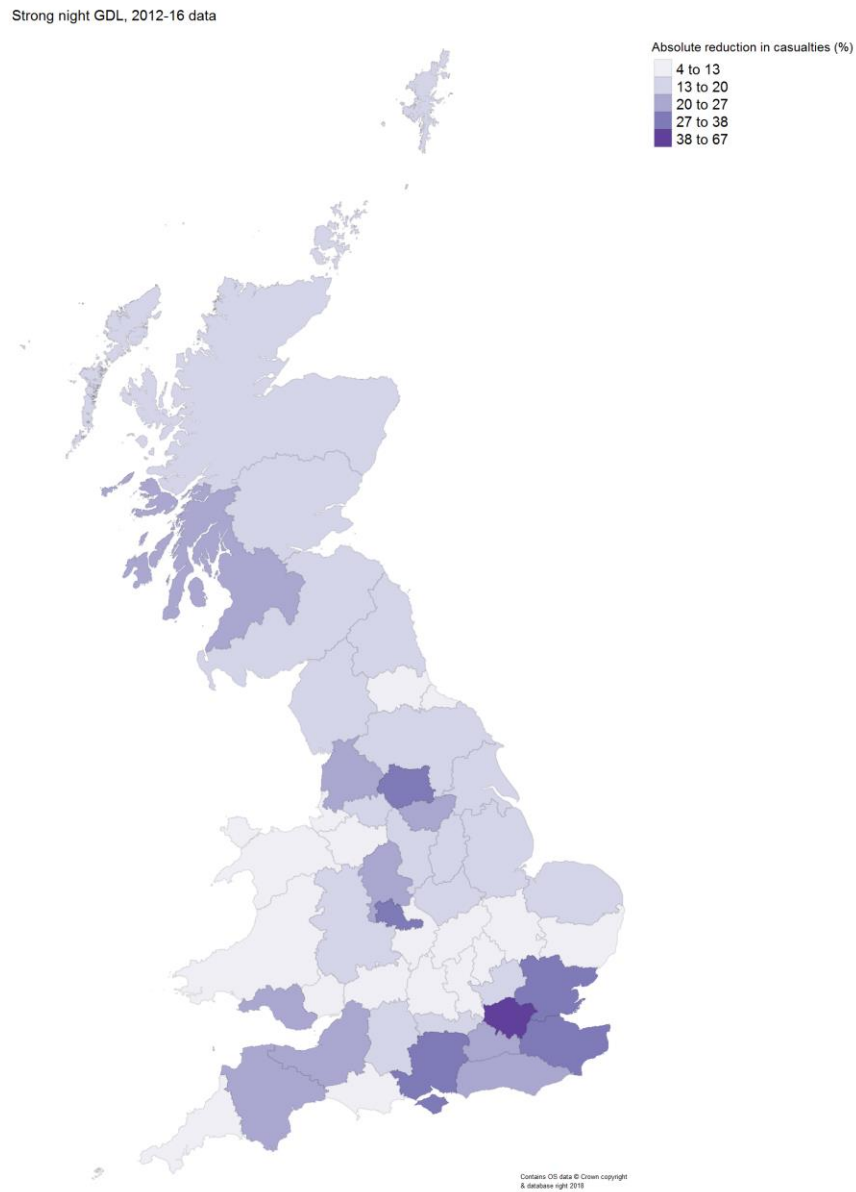 Strong night GDL, 2012-16 data
Absolute reduction in casualties (%)
4 to 13
13 to 20
20 to 27
27 to 38
38 to 67
Contains OS data © Crown copyright
& database right 2018